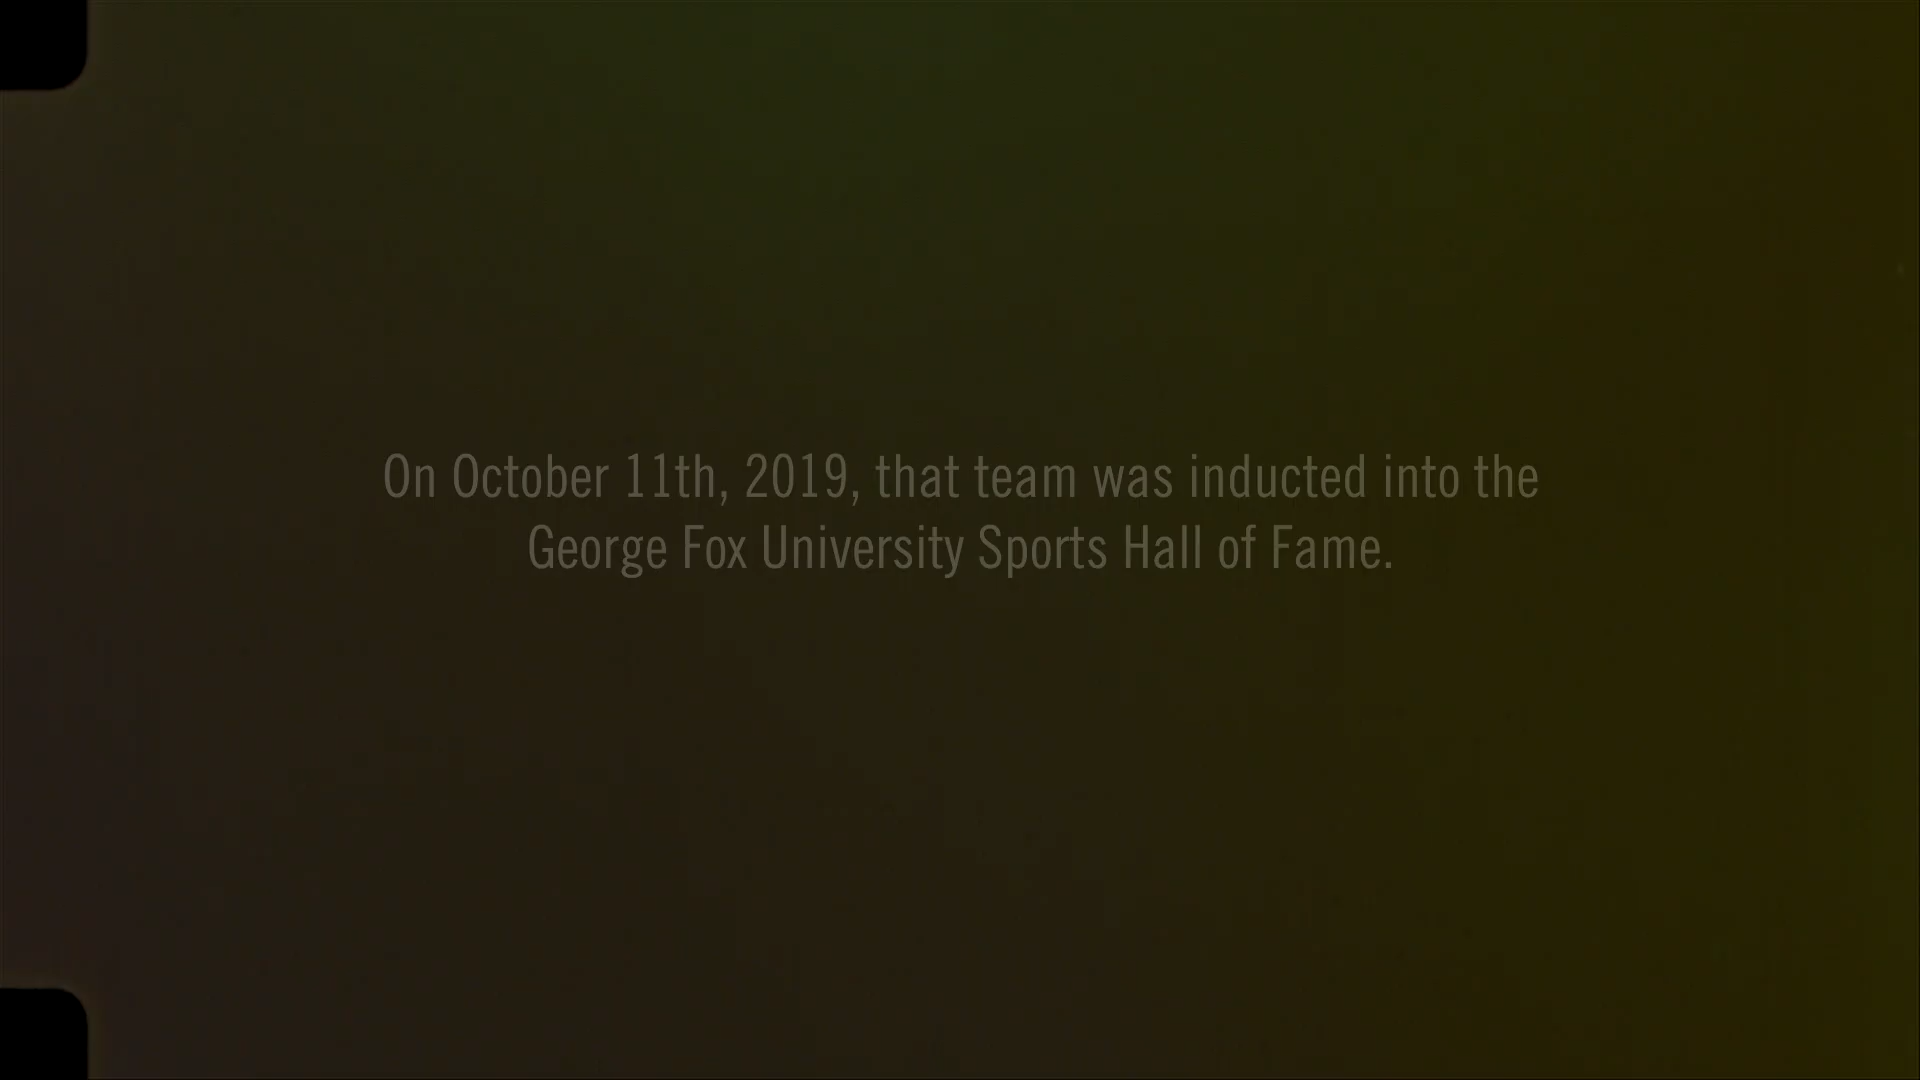 On October 11th, 2019, that team was inducted into the
George Fox University Sports Hall of Fame.